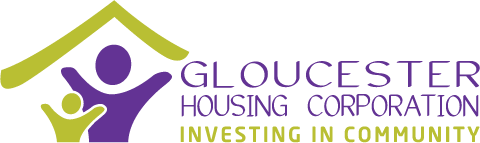 GLOUCESTER
HOUSING CORPORATION
INVESTING IN COMMUNITY